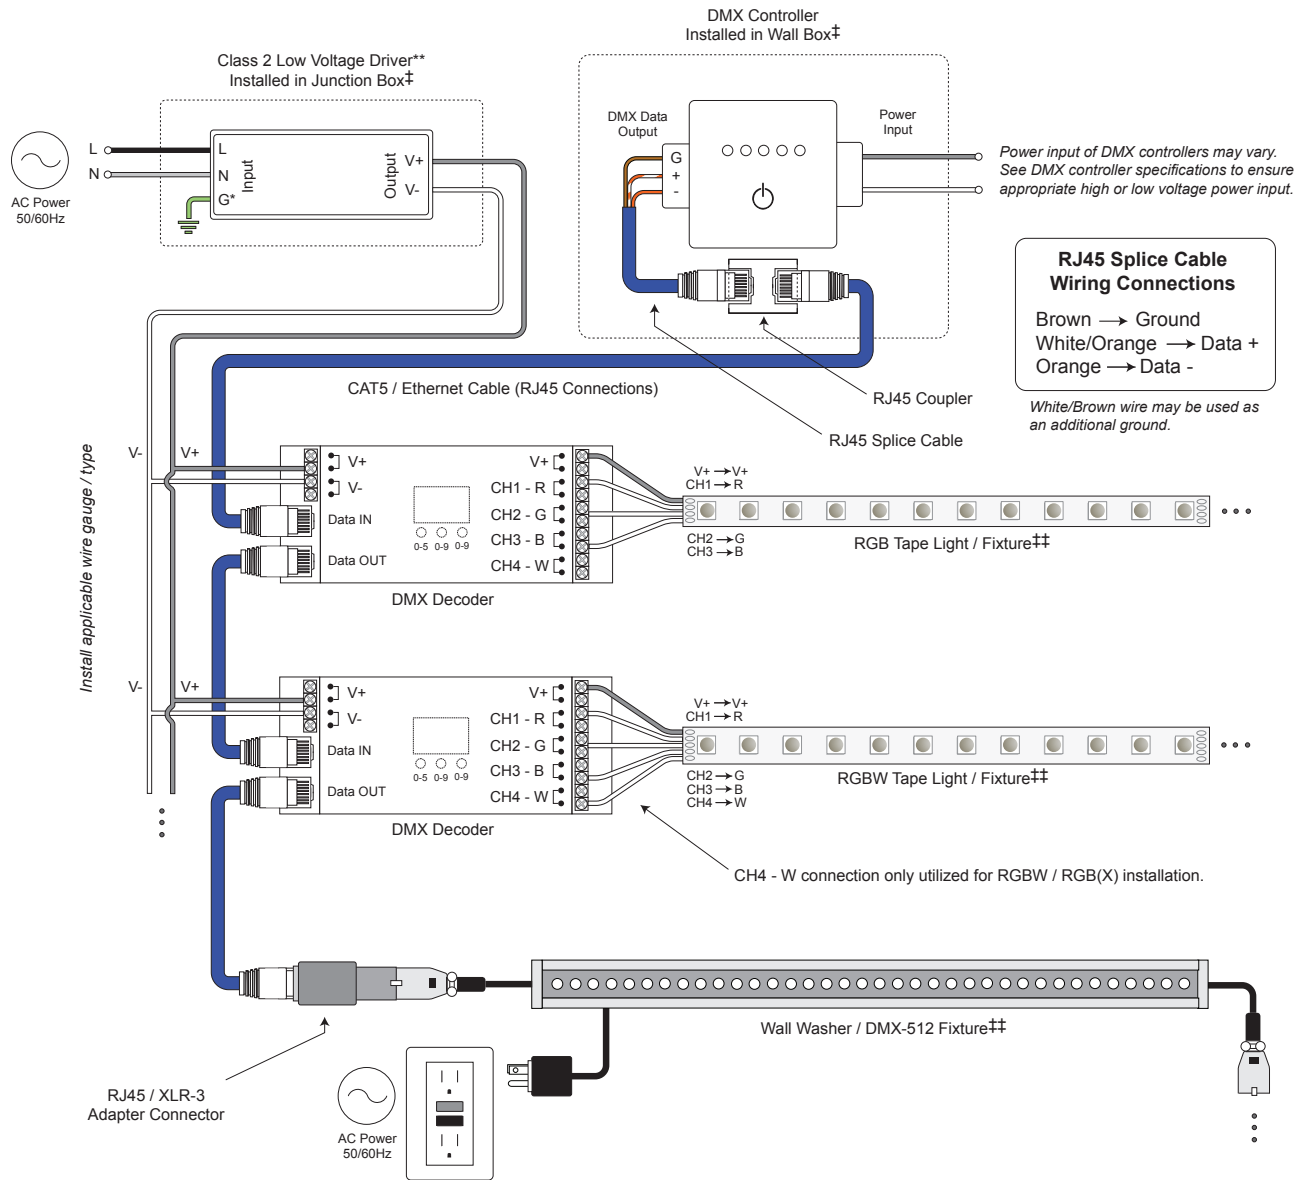 DMX Controller
Installed in Wall Box‡
Class 2 Low Voltage Driver**
Installed in Junction Box‡
DMX Data
Output
Power
Input
L
N
AC Power
50/60Hz
L
N
G*
Input
Output
V+
V-
G
+
-
Power input of DMX controllers may vary.
See DMX controller specifications to ensure
appropriate high or low voltage power input.
RJ45 Splice Cable
Wiring Connections
Brown → Ground
White/Orange → Data +
Orange → Data -
White/Brown wire may be used as
an additional ground.
CAT5 / Ethernet Cable (RJ45 Connections)
RJ45 Coupler
RJ45 Splice Cable
Install applicable wire gauge / type
V-
V+
V+
V-
Data IN
Data OUT
0-5 0-9 0-9
V+
CH1 - R
CH2 - G
CH3 - B
CH4 - W
DMX Decoder
V+ → V+
CH1 → R
CH2 → G
CH3 → B
RGB Tape Light / Fixture‡‡
V-
V+
V+
V-
Data IN
Data OUT
0-5 0-9 0-9
V+
CH1 - R
CH2 - G
CH3 - B
CH4 - W
DMX Decoder
V+ → V+
CH1 → R
CH2 → G
CH3 → B
CH4 → W
RGBW Tape Light / Fixture‡‡
CH4 - W connection only utilized for RGBW / RGB(X) installation.
Wall Washer / DMX-512 Fixture‡‡
RJ45 / XLR-3
Adapter Connector
AC Power
50/60Hz